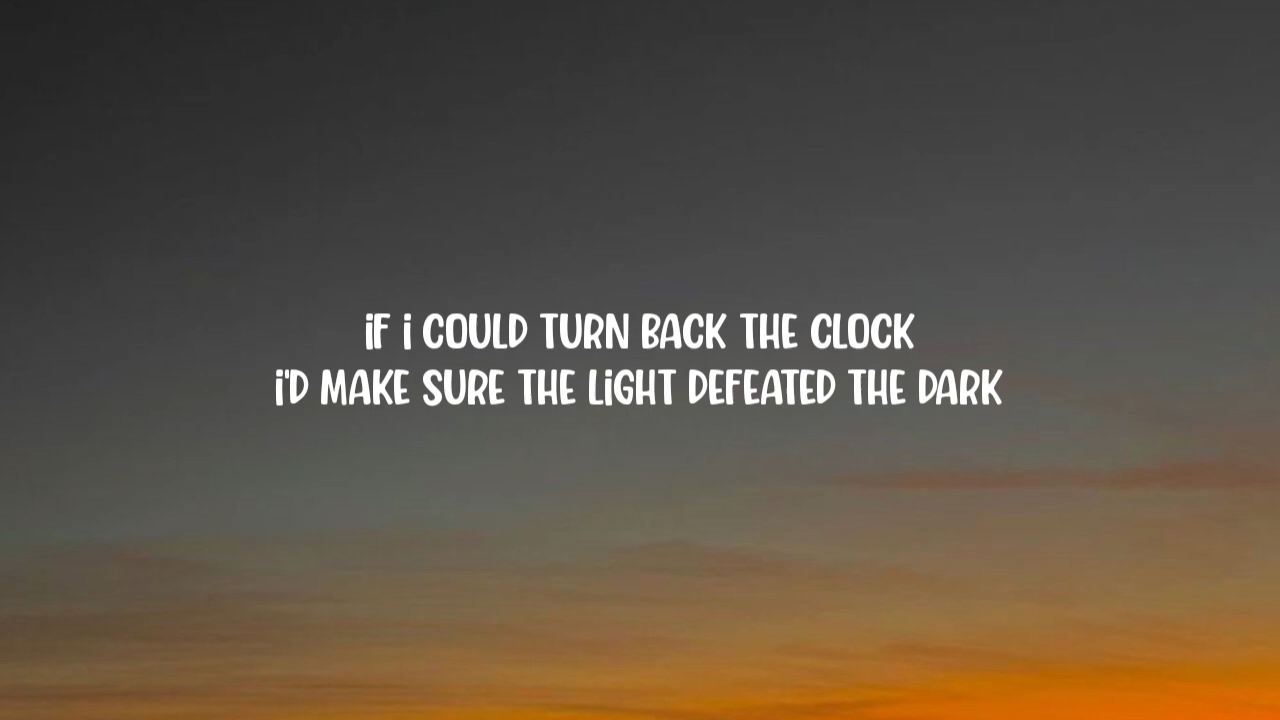 iF i COULD TURN BACK THE CLOCK
i'D MAKE SURE THE LiGHT DEFEATED THE DARK